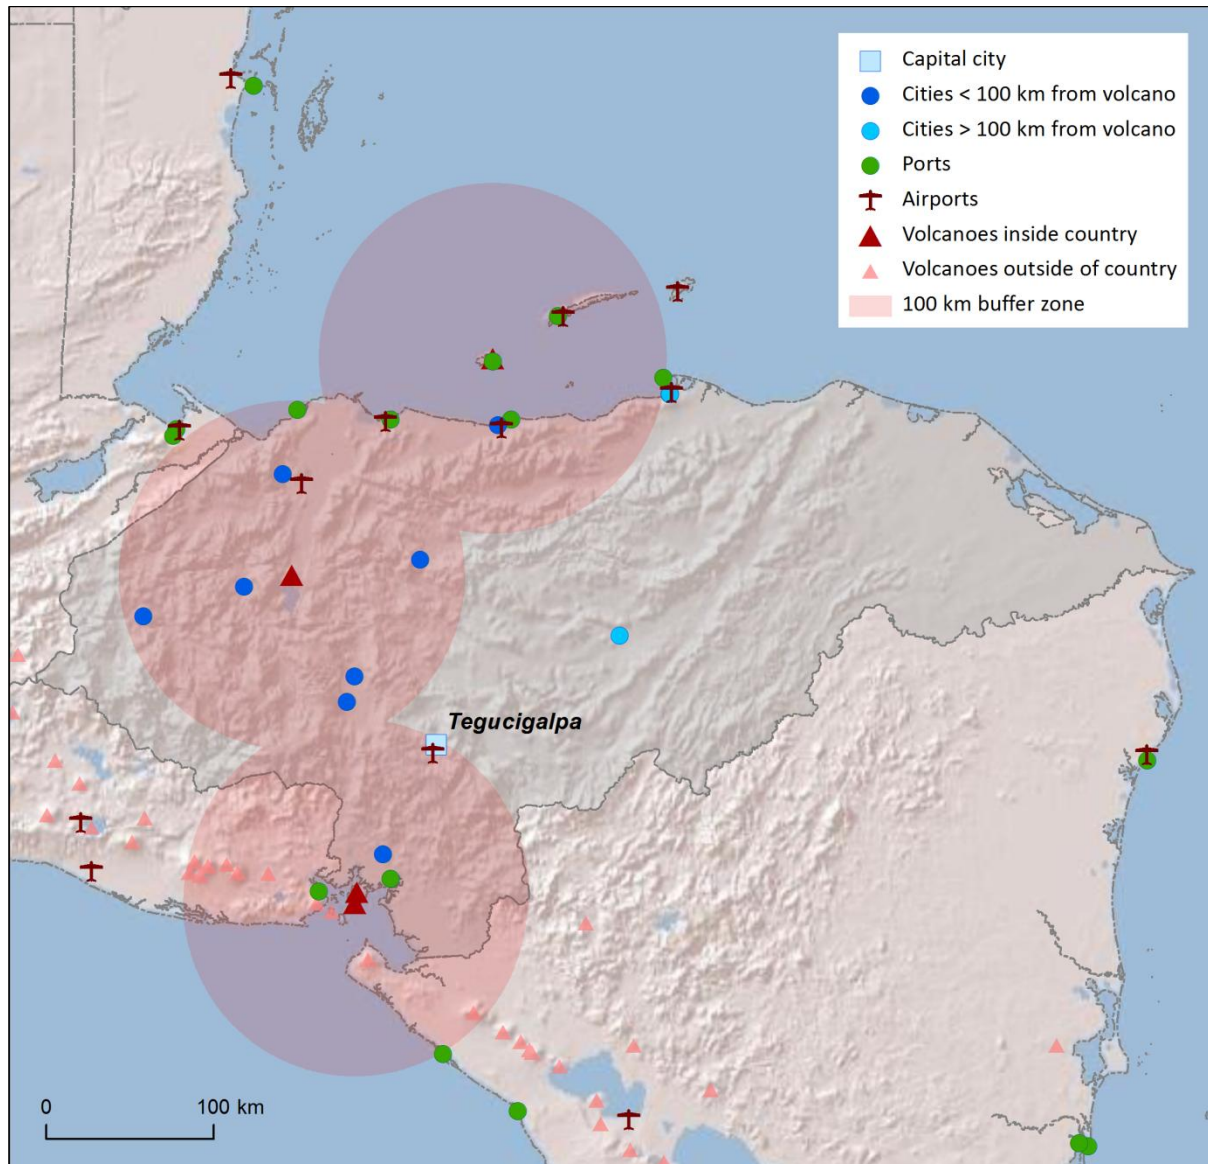 Capital city
Cities < 100 km from volcano
Cities > 100 km from volcano
Ports
Airports
Volcanoes inside country
Volcanoes outside of country
100 km buffer zone
Tegucigalpa
0 100 km